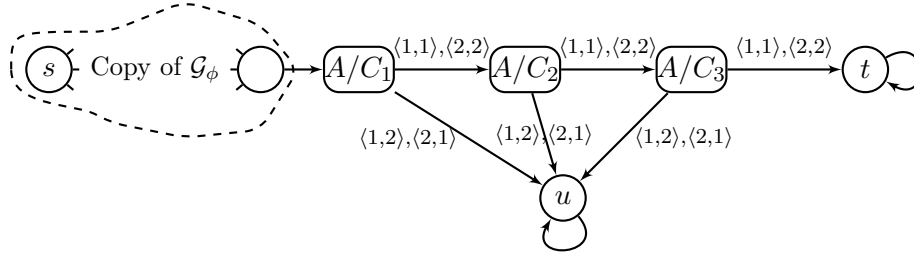 ⟨1,1⟩,⟨2,2⟩ ⟨1,1⟩,⟨2,2⟩ ⟨1,1⟩,⟨2,2⟩
s Copy of 𝒢_ϕ A/C₁ A/C₂ A/C₃ t
⟨1,2⟩,⟨2,1⟩ ⟨1,2⟩,⟨2,1⟩ ⟨1,2⟩,⟨2,1⟩
u